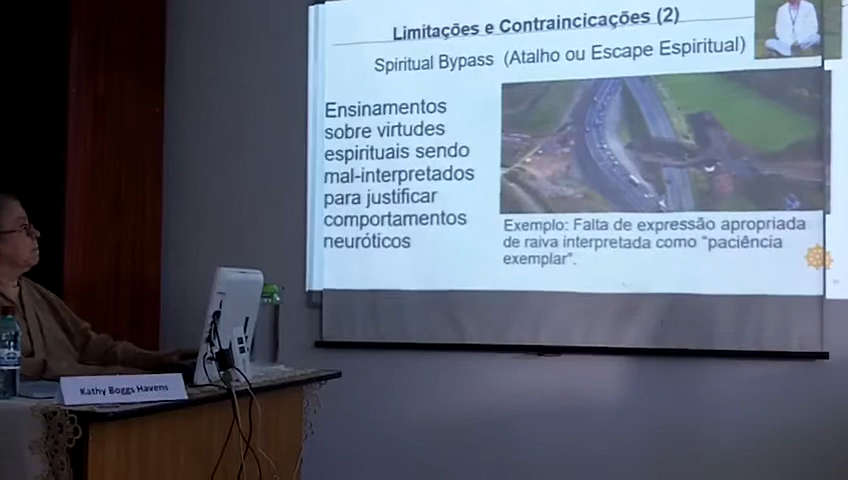 Limitações e Contraincicações (2)
Spiritual Bypass (Atalho ou Escape Espiritual)
Ensinamentos
sobre virtudes
espirituais sendo
mal-interpretados
para justificar
comportamentos
neuróticos
Exemplo: Falta de expressão apropriada
de raiva interpretada como "paciência
exemplar".
Kathy Boggs Havens